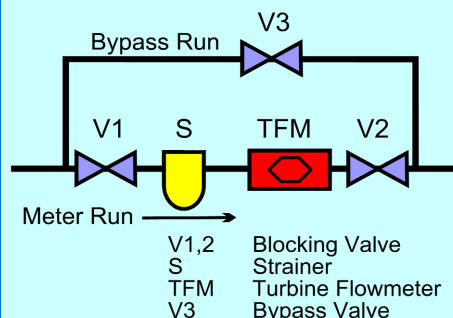 V3
Bypass Run
V1 S TFM V2
Meter Run
V1,2 Blocking Valve
S Strainer
TFM Turbine Flowmeter
V3 Bypass Valve